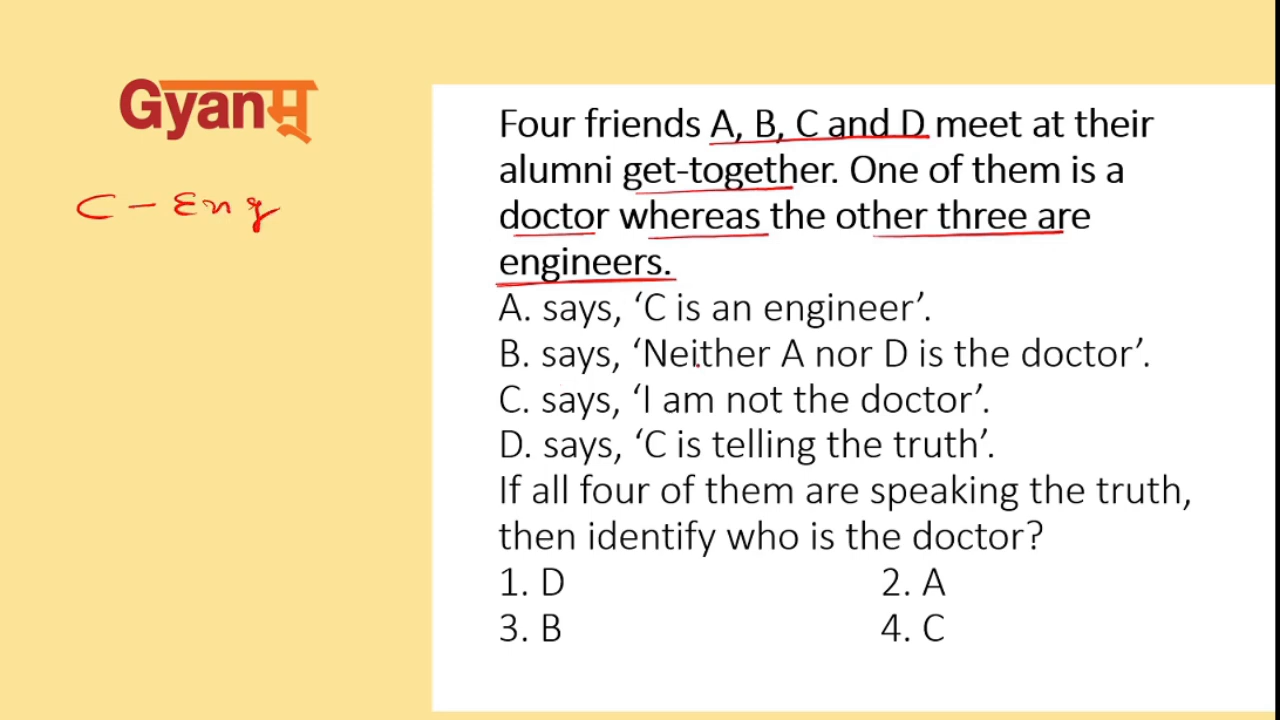 Gyanम्
C - Eng
Four friends A, B, C and D meet at their
alumni get-together. One of them is a
doctor whereas the other three are
engineers.
A. says, ‘C is an engineer’.
B. says, ‘Neither A nor D is the doctor’.
C. says, ‘I am not the doctor’.
D. says, ‘C is telling the truth’.
If all four of them are speaking the truth,
then identify who is the doctor?
1. D 2. A
3. B 4. C